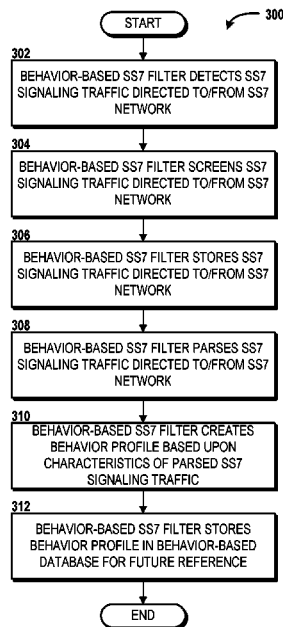 START
300
302
BEHAVIOR-BASED SS7 FILTER DETECTS SS7
SIGNALING TRAFFIC DIRECTED TO/FROM SS7
NETWORK
304
BEHAVIOR-BASED SS7 FILTER SCREENS SS7
SIGNALING TRAFFIC DIRECTED TO/FROM SS7
NETWORK
306
BEHAVIOR-BASED SS7 FILTER STORES SS7
SIGNALING TRAFFIC DIRECTED TO/FROM SS7
NETWORK
308
BEHAVIOR-BASED SS7 FILTER PARSES SS7
SIGNALING TRAFFIC DIRECTED TO/FROM SS7
NETWORK
310
BEHAVIOR-BASED SS7 FILTER CREATES
BEHAVIOR PROFILE BASED UPON
CHARACTERISTICS OF PARSED SS7
SIGNALING TRAFFIC
312
BEHAVIOR-BASED SS7 FILTER STORES
BEHAVIOR PROFILE IN BEHAVIOR-BASED
DATABASE FOR FUTURE REFERENCE
END